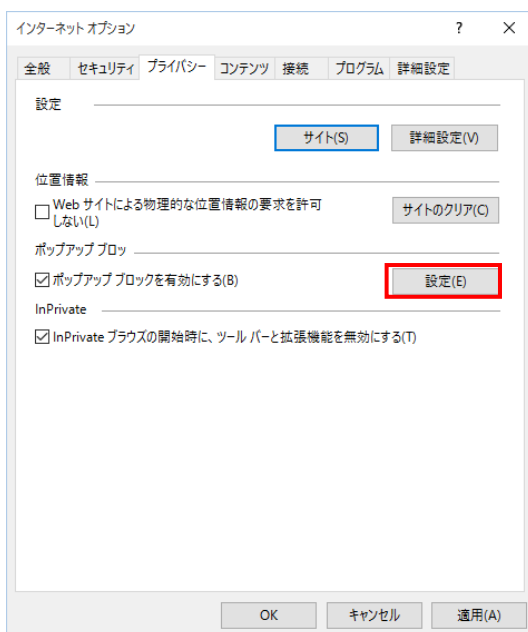 インターネット オプション ? ×
全般 セキュリティ プライバシー コンテンツ 接続 プログラム 詳細設定
設定
サイト(S) 詳細設定(V)
位置情報
Web サイトによる物理的な位置情報の要求を許可
しない(L)
サイトのクリア(C)
ポップアップ ブロッ
ポップアップ ブロックを有効にする(B) 設定(E)
InPrivate
InPrivate ブラウズの開始時に、ツール バーと拡張機能を無効にする(T)
OK キャンセル 適用(A)